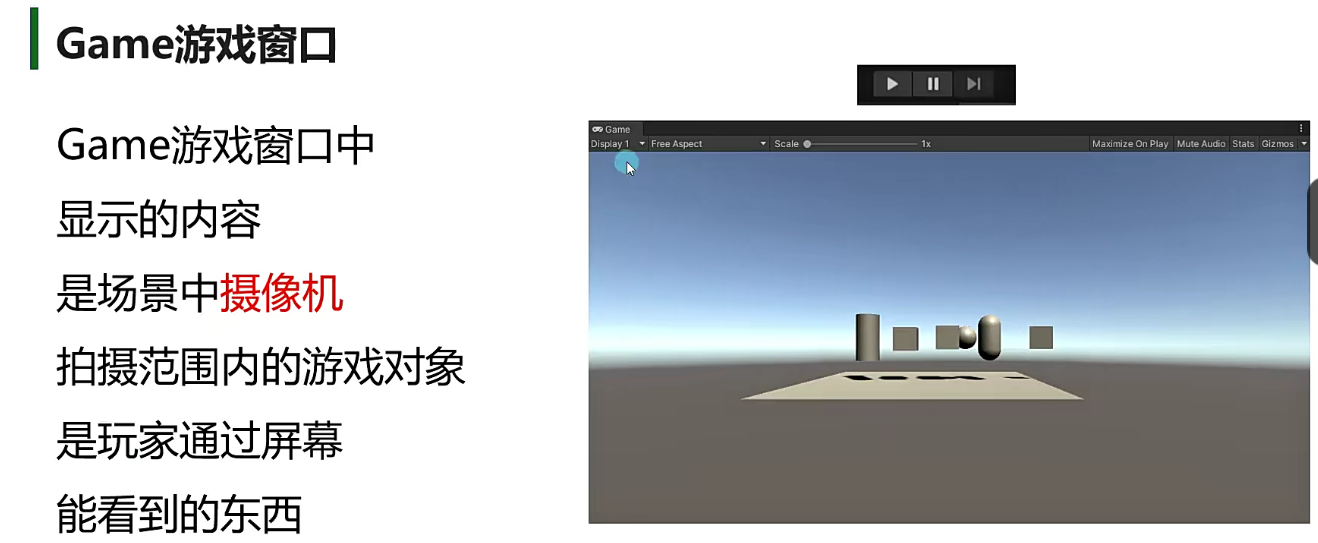 Game游戏窗口
Game游戏窗口中
显示的内容
是场景中摄像机
拍摄范围内的游戏对象
是玩家通过屏幕
能看到的东西
Game
Display 1 Free Aspect Scale 1x Maximize On Play Mute Audio Stats Gizmos